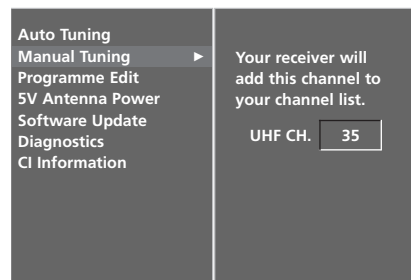 Auto Tuning
Manual Tuning
Programme Edit
5V Antenna Power
Software Update
Diagnostics
CI Information
Your receiver will
add this channel to
your channel list.
UHF CH. 35